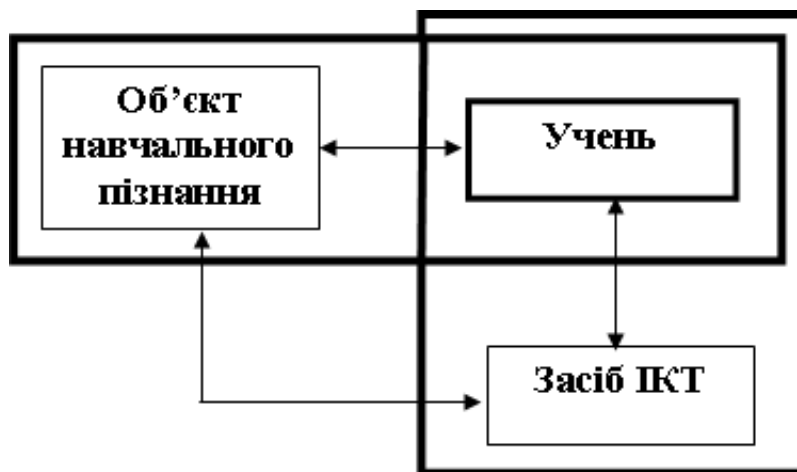 Об’єкт
навчального
пізнання
Учень
Засіб ІКТ